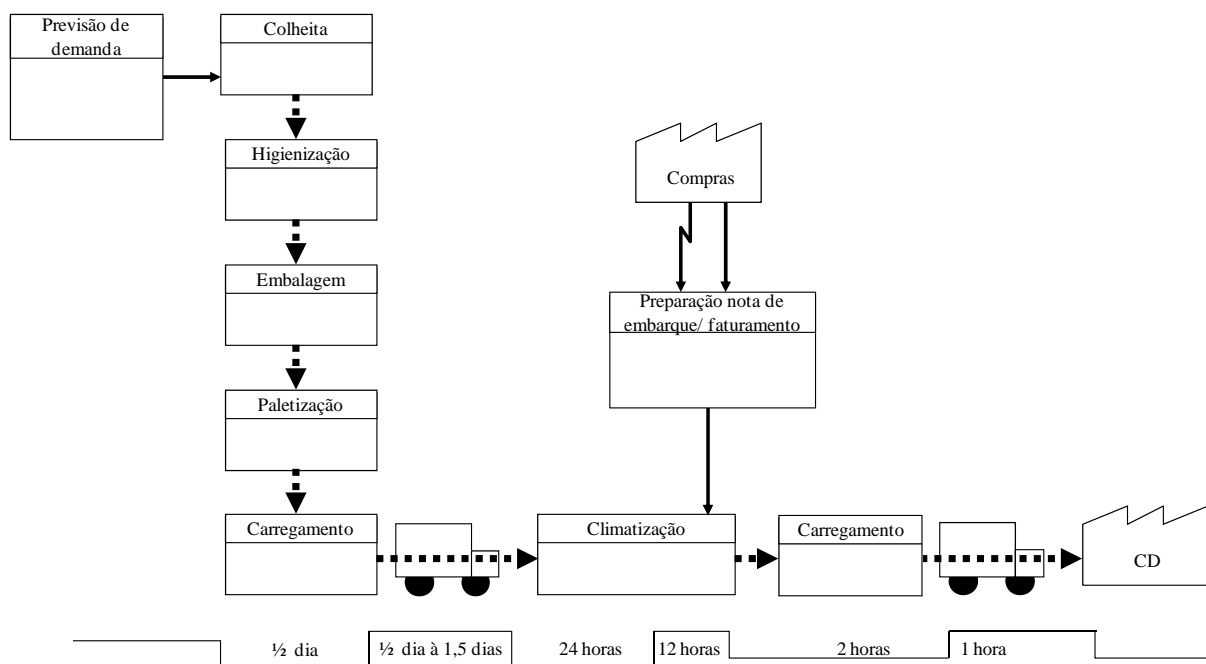 Previsão de
demanda
Colheita
Higienização
Embalagem
Paletização
Carregamento
Compras
Preparação nota de
embarque/ faturamento
Climatização
Carregamento
CD
½ dia
½ dia à 1,5 dias
24 horas
12 horas
2 horas
1 hora